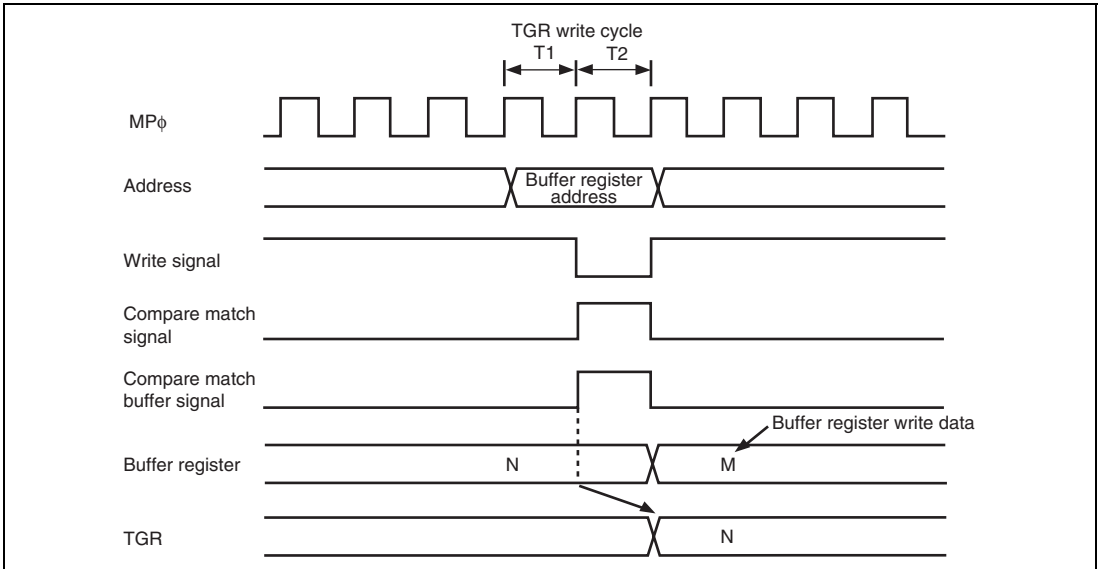 TGR write cycle
T1 T2
MPφ
Address
Buffer register
address
Write signal
Compare match
signal
Compare match
buffer signal
Buffer register write data
Buffer register
N M
TGR
N